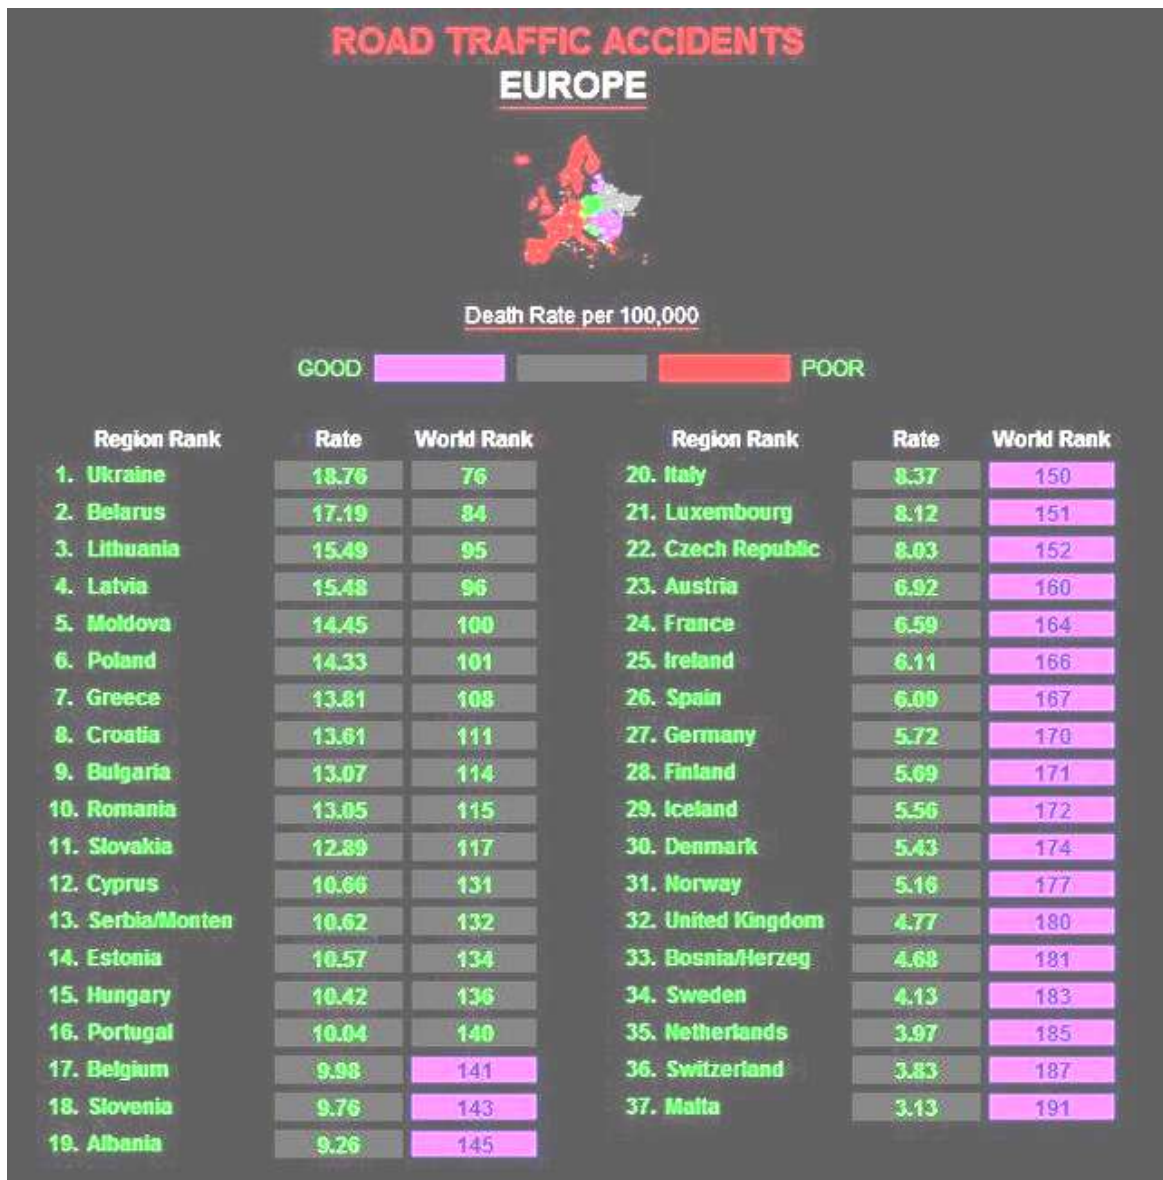 ROAD TRAFFIC ACCIDENTS
EUROPE
Death Rate per 100,000
GOOD POOR
Region Rank Rate World Rank
1. Ukraine 18.76 76
2. Belarus 17.19 84
3. Lithuania 15.49 95
4. Latvia 15.48 96
5. Moldova 14.45 100
6. Poland 14.33 101
7. Greece 13.81 108
8. Croatia 13.61 111
9. Bulgaria 13.07 114
10. Romania 13.05 115
11. Slovakia 12.89 117
12. Cyprus 10.66 131
13. Serbia/Monten 10.62 132
14. Estonia 10.57 134
15. Hungary 10.42 136
16. Portugal 10.04 140
17. Belgium 9.98 141
18. Slovenia 9.76 143
19. Albania 9.26 145
Region Rank Rate World Rank
20. Italy 8.37 150
21. Luxembourg 8.12 151
22. Czech Republic 8.03 152
23. Austria 6.92 160
24. France 6.59 164
25. Ireland 6.11 166
26. Spain 6.09 167
27. Germany 5.72 170
28. Finland 5.69 171
29. Iceland 5.56 172
30. Denmark 5.43 174
31. Norway 5.16 177
32. United Kingdom 4.77 180
33. Bosnia/Herzeg 4.68 181
34. Sweden 4.13 183
35. Netherlands 3.97 185
36. Switzerland 3.83 187
37. Malta 3.13 191